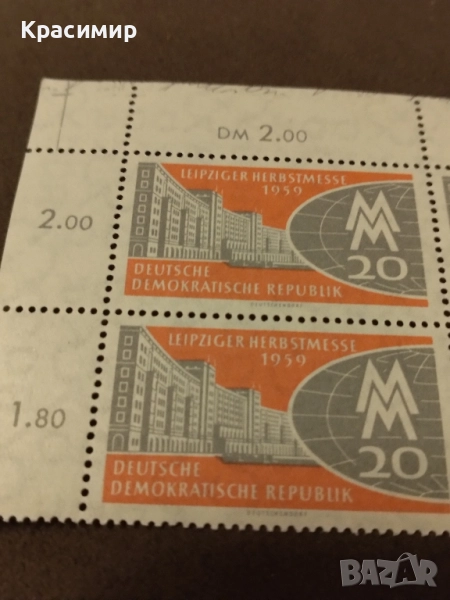 Красимир
DM 2.00
2.00
LEIPZIGER HERBSTMESSE
1959
MM
20
DEUTSCHE
DEMOKRATISCHE REPUBLIK
1.80
LEIPZIGER HERBSTMESSE
1959
MM
20
DEUTSCHE
DEMOKRATISCHE REPUBLIK
BAZAR